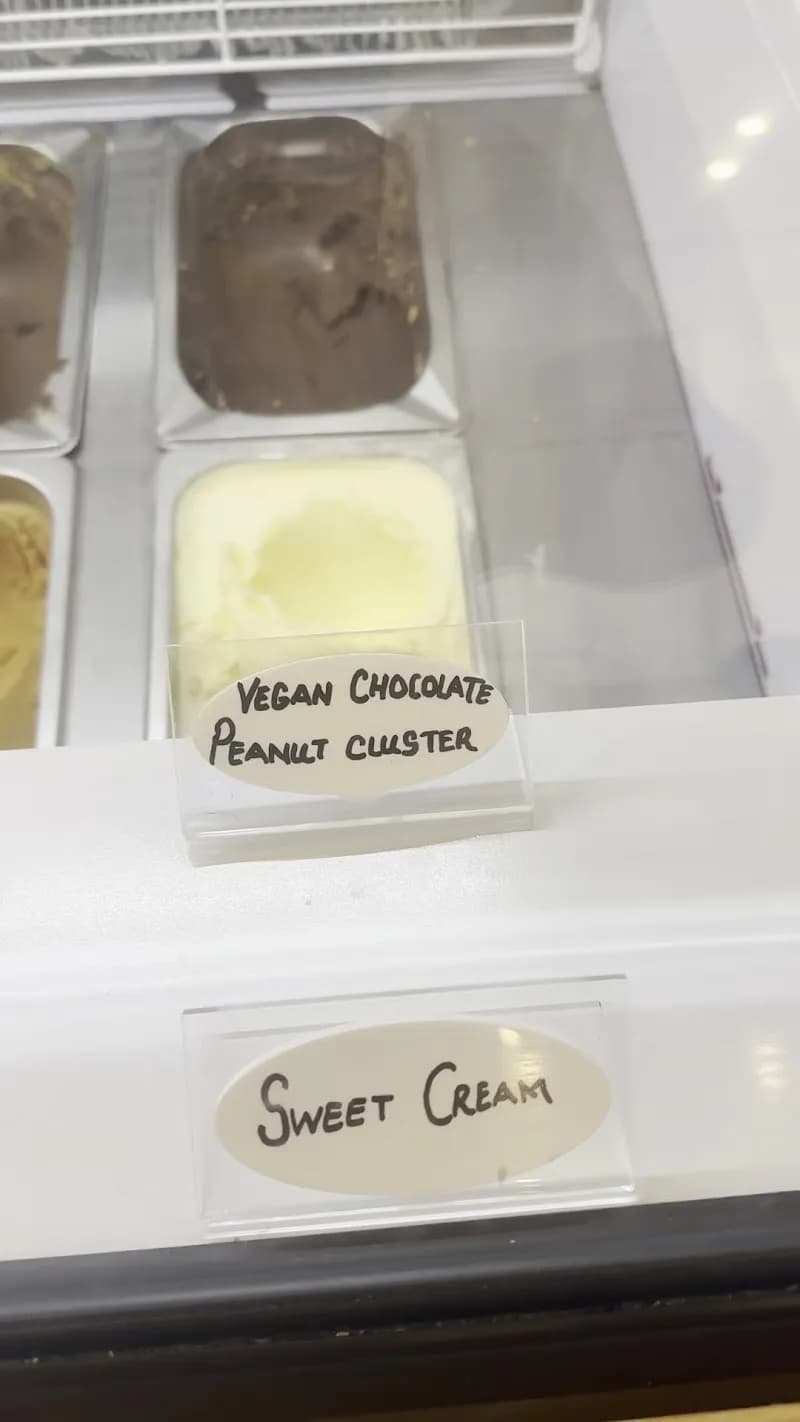 VEGAN CHOCOLATE
PEANUT CLUSTER
SWEET CREAM